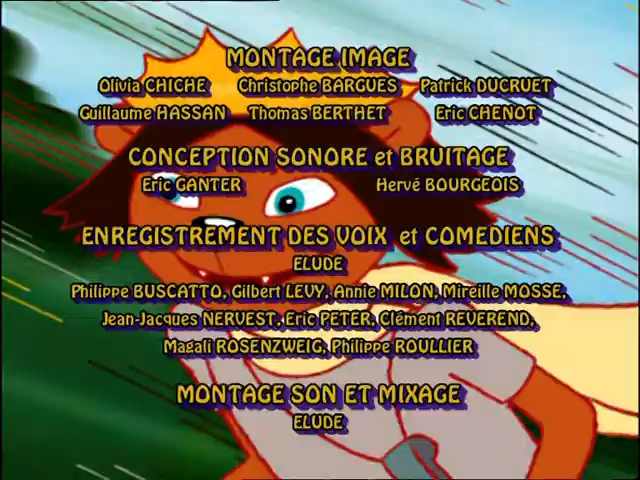 MONTAGE IMAGE
Olivia CHICHE Christophe BARGUES Patrick DUCRUET
Guillaume HASSAN Thomas BERTHET Eric CHENOT
CONCEPTION SONORE et BRUITAGE
Eric GANTER Hervé BOURGEOIS
ENREGISTREMENT DES VOIX et COMEDIENS
ELUDE
Philippe BUSCATTO, Gilbert LEVY, Annie MILON, Mireille MOSSE,
Jean-Jacques NERVEST, Eric PETER, Clément REVEREND,
Magali ROSENZWEIG, Philippe ROULLIER
MONTAGE SON ET MIXAGE
ELUDE